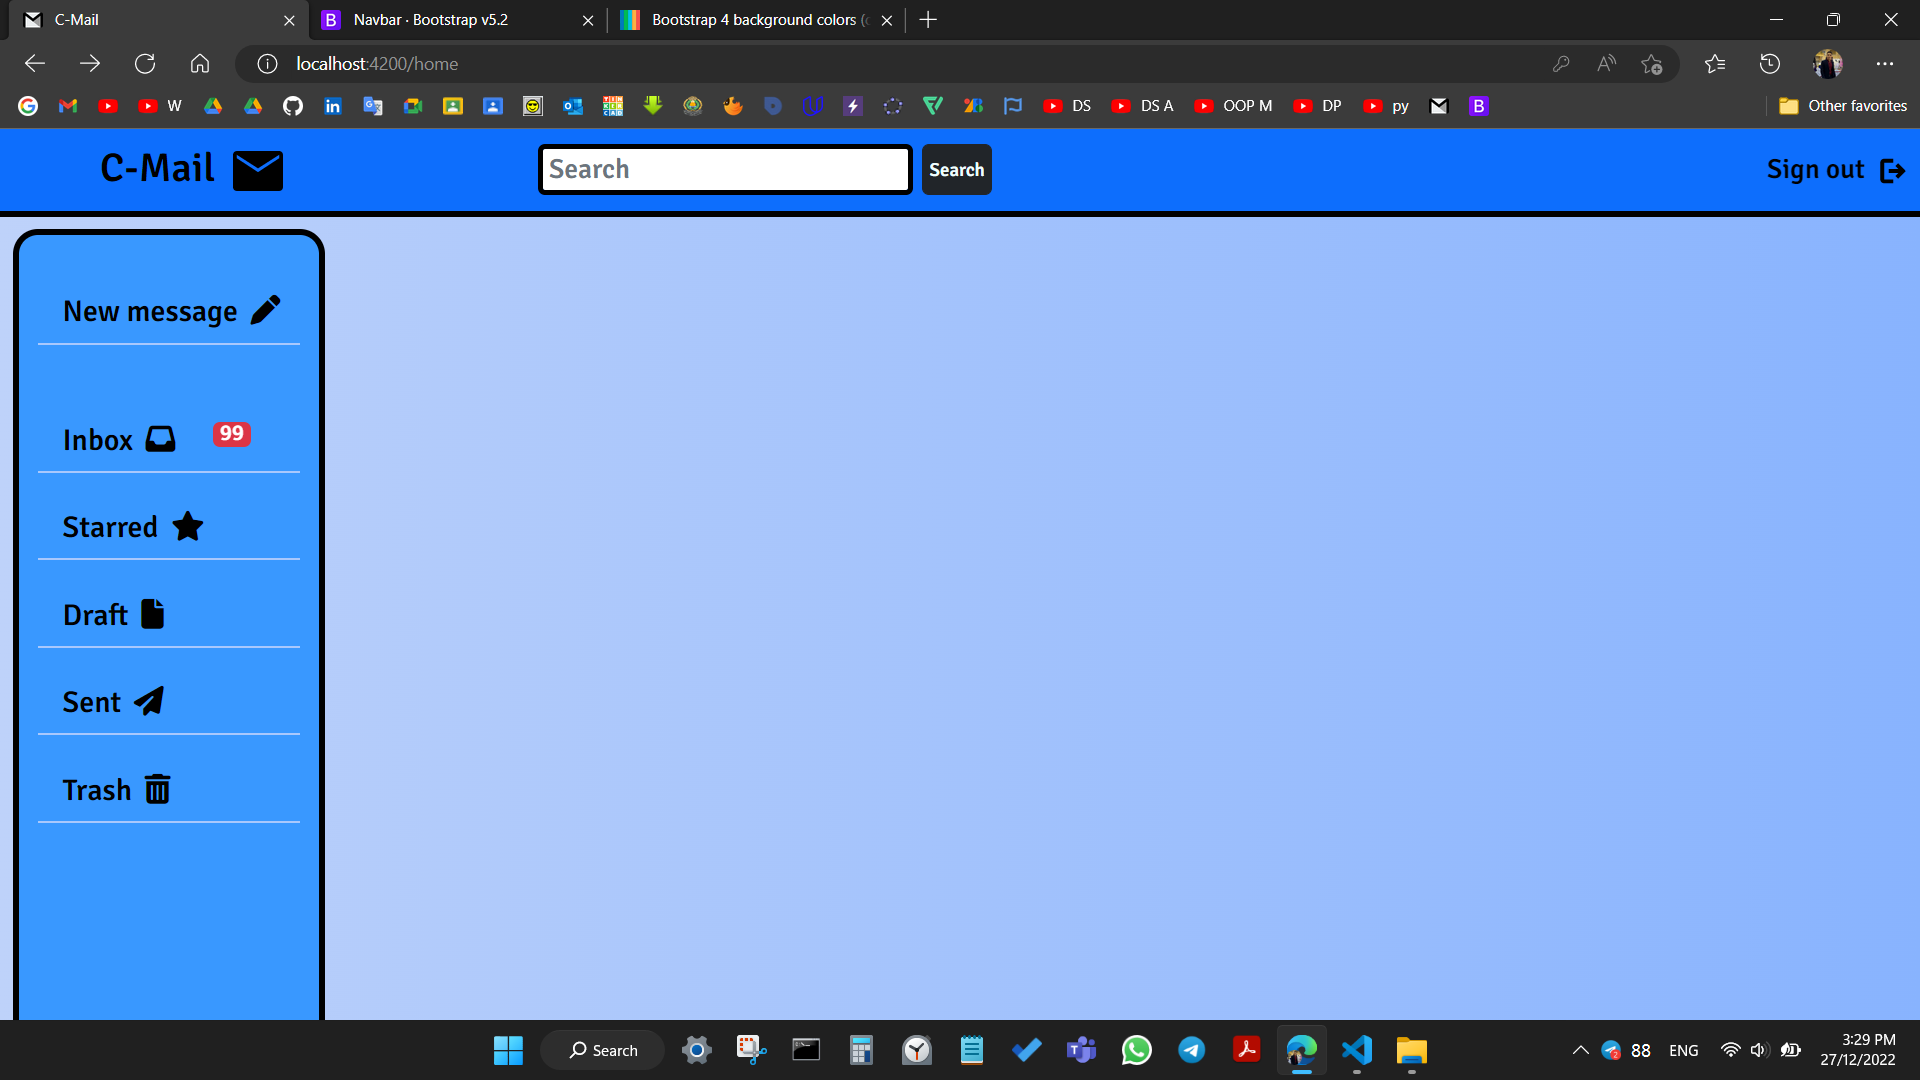 C-Mail
Navbar · Bootstrap v5.2
Bootstrap 4 background colors (
localhost:4200/home
W
DS
DS A
OOP M
DP
py
Other favorites
C-Mail
Search
Search
Sign out
New message
Inbox
99
Starred
Draft
Sent
Trash
Search
88
ENG
3:29 PM
27/12/2022